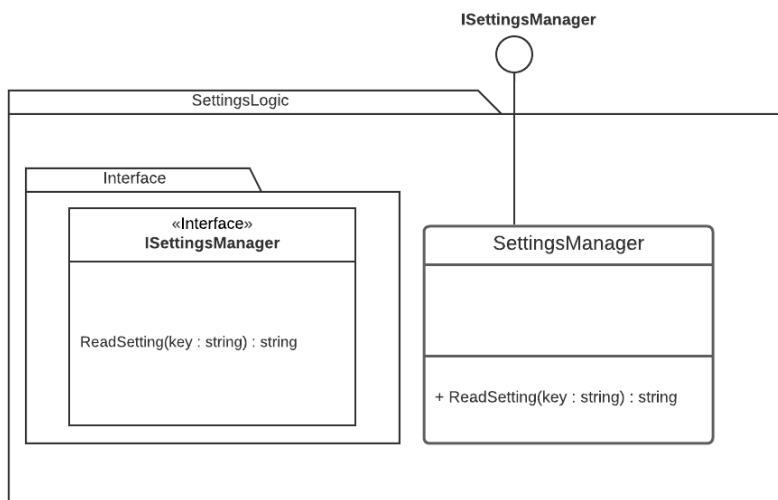 ISettingsManager
SettingsLogic
Interface
«Interface»
ISettingsManager
ReadSetting(key : string) : string
SettingsManager
+ ReadSetting(key : string) : string